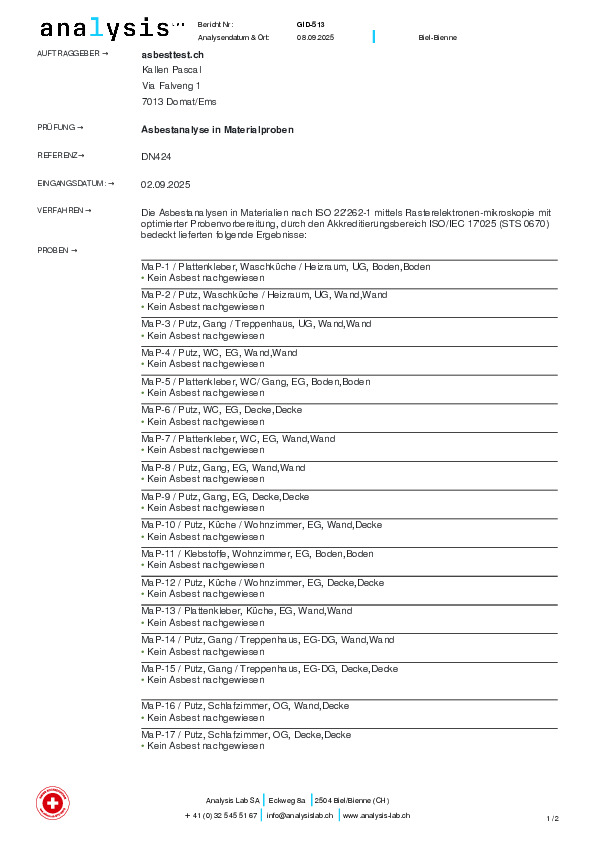 analysis
Bericht Nr: GID-513
Analysendatum & Ort: 08.09.2025 Biel-Bienne
AUFTRAGGEBER → asbesttest.ch
Kallen Pascal
Via Falveng 1
7013 Domat/Ems
PRÜFUNG → Asbestanalyse in Materialproben
REFERENZ → DN424
EINGANGSDATUM: → 02.09.2025
VERFAHREN → Die Asbestanalysen in Materialien nach ISO 22'262-1 mittels Rasterelektronen-mikroskopie mit
optimierter Probenvorbereitung, durch den Akkreditierungsbereich ISO/IEC 17'025 (STS 0670)
bedeckt lieferten folgende Ergebnisse:
PROBEN →
MaP-1 / Plattenkleber, Waschküche / Heizraum, UG, Boden,Boden
• Kein Asbest nachgewiesen
MaP-2 / Putz, Waschküche / Heizraum, UG, Wand,Wand
• Kein Asbest nachgewiesen
MaP-3 / Putz, Gang / Treppenhaus, UG, Wand,Wand
• Kein Asbest nachgewiesen
MaP-4 / Putz, WC, EG, Wand,Wand
• Kein Asbest nachgewiesen
MaP-5 / Plattenkleber, WC/ Gang, EG, Boden,Boden
• Kein Asbest nachgewiesen
MaP-6 / Putz, WC, EG, Decke,Decke
• Kein Asbest nachgewiesen
MaP-7 / Plattenkleber, WC, EG, Wand,Wand
• Kein Asbest nachgewiesen
MaP-8 / Putz, Gang, EG, Wand,Wand
• Kein Asbest nachgewiesen
MaP-9 / Putz, Gang, EG, Decke,Decke
• Kein Asbest nachgewiesen
MaP-10 / Putz, Küche / Wohnzimmer, EG, Wand,Decke
• Kein Asbest nachgewiesen
MaP-11 / Klebstoffe, Wohnzimmer, EG, Boden,Boden
• Kein Asbest nachgewiesen
MaP-12 / Putz, Küche / Wohnzimmer, EG, Decke,Decke
• Kein Asbest nachgewiesen
MaP-13 / Plattenkleber, Küche, EG, Wand,Wand
• Kein Asbest nachgewiesen
MaP-14 / Putz, Gang / Treppenhaus, EG-DG, Wand,Wand
• Kein Asbest nachgewiesen
MaP-15 / Putz, Gang / Treppenhaus, EG-DG, Decke,Decke
• Kein Asbest nachgewiesen
MaP-16 / Putz, Schlafzimmer, OG, Wand,Decke
• Kein Asbest nachgewiesen
MaP-17 / Putz, Schlafzimmer, OG, Decke,Decke
• Kein Asbest nachgewiesen
Analysis Lab SA | Eckweg 8a | 2504 Biel/Bienne (CH)
+ 41 (0) 32 545 51 67 | info@analysislab.ch | www.analysis-lab.ch
1 / 2